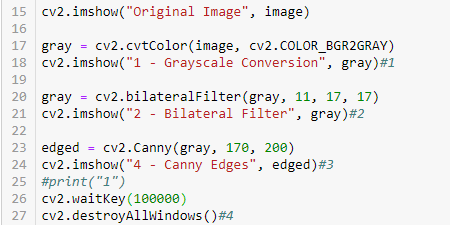 15 cv2.imshow("Original Image", image)
16
17 gray = cv2.cvtColor(image, cv2.COLOR_BGR2GRAY)
18 cv2.imshow("1 - Grayscale Conversion", gray)#1
19
20 gray = cv2.bilateralFilter(gray, 11, 17, 17)
21 cv2.imshow("2 - Bilateral Filter", gray)#2
22
23 edged = cv2.Canny(gray, 170, 200)
24 cv2.imshow("4 - Canny Edges", edged)#3
25 #print("1")
26 cv2.waitKey(100000)
27 cv2.destroyAllWindows()#4